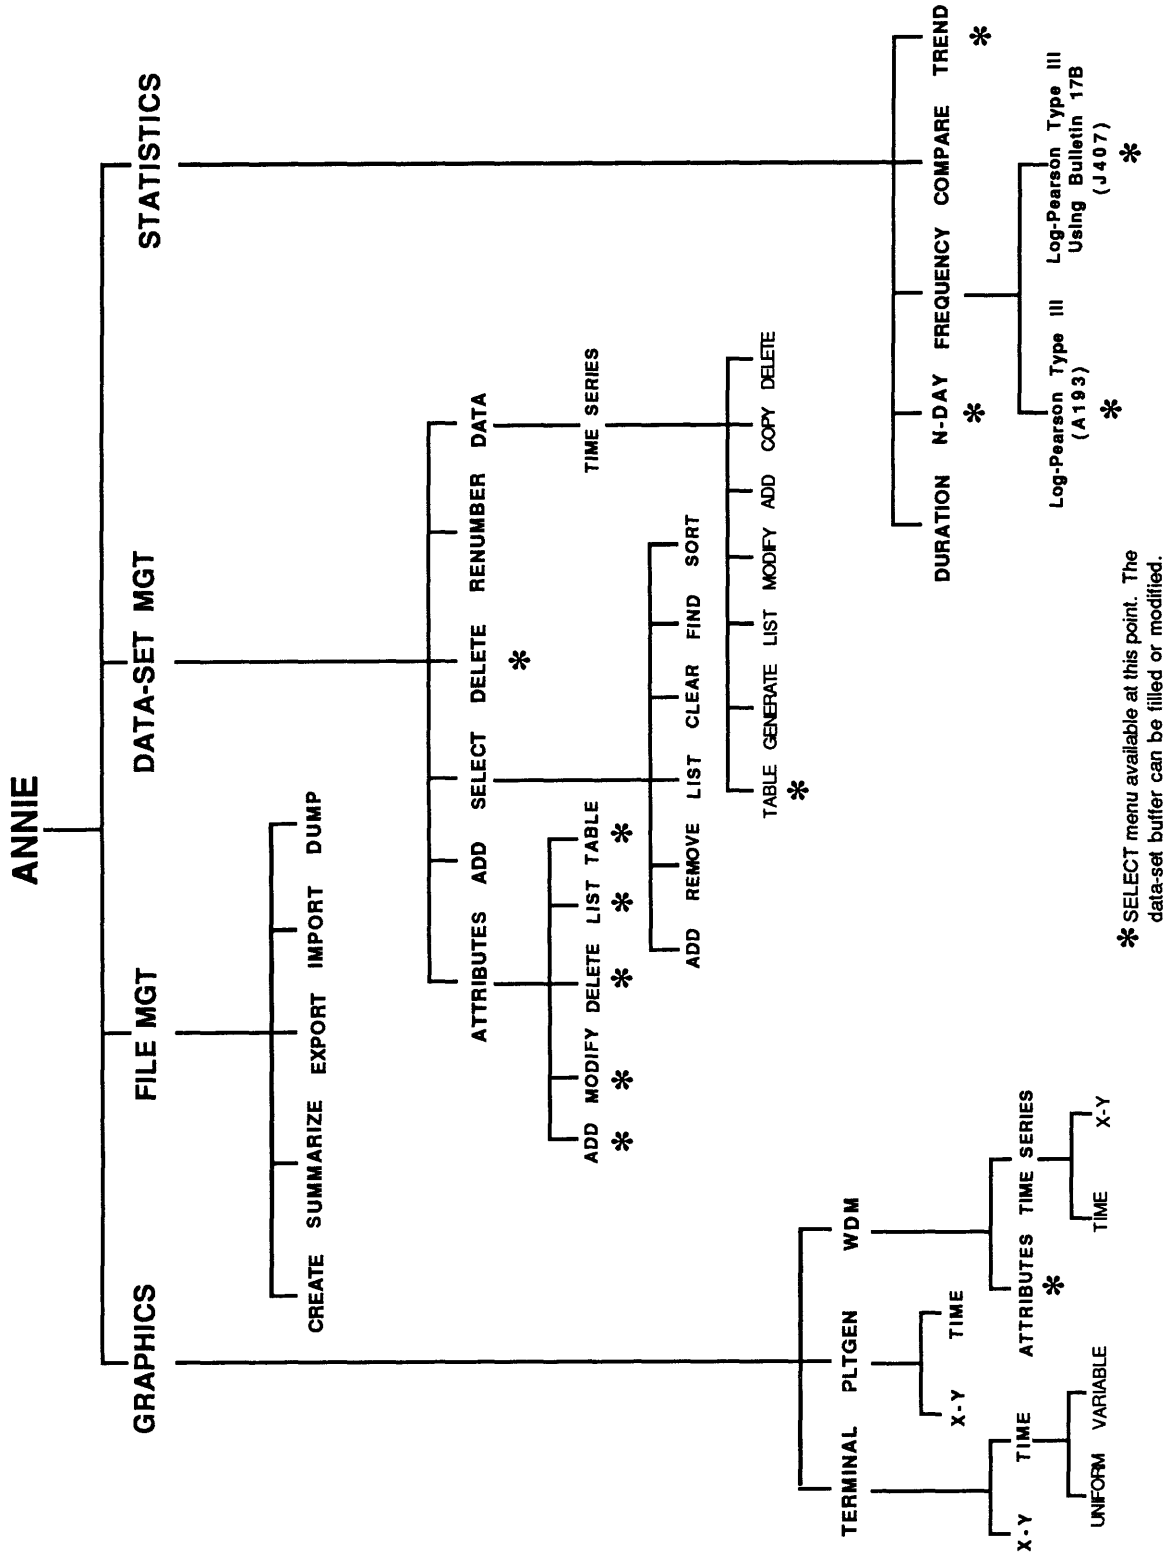 ANNIE
GRAPHICS FILE MGT DATA-SET MGT STATISTICS
CREATE SUMMARIZE EXPORT IMPORT DUMP
ATTRIBUTES ADD SELECT DELETE RENUMBER DATA
*
ADD MODIFY DELETE LIST TABLE
* * * * *
TIME SERIES
ADD REMOVE LIST CLEAR FIND SORT
TABLE GENERATE LIST MODIFY ADD COPY DELETE
*
TERMINAL PLTGEN WDM
X-Y TIME
X-Y TIME
ATTRIBUTES TIME SERIES
*
UNIFORM VARIABLE
TIME X-Y
DURATION N-DAY FREQUENCY COMPARE TREND
* *
Log-Pearson Type III
(A193)
*
Log-Pearson Type III
Using Bulletin 17B
(J407)
*
* SELECT menu available at this point. The
data-set buffer can be filled or modified.